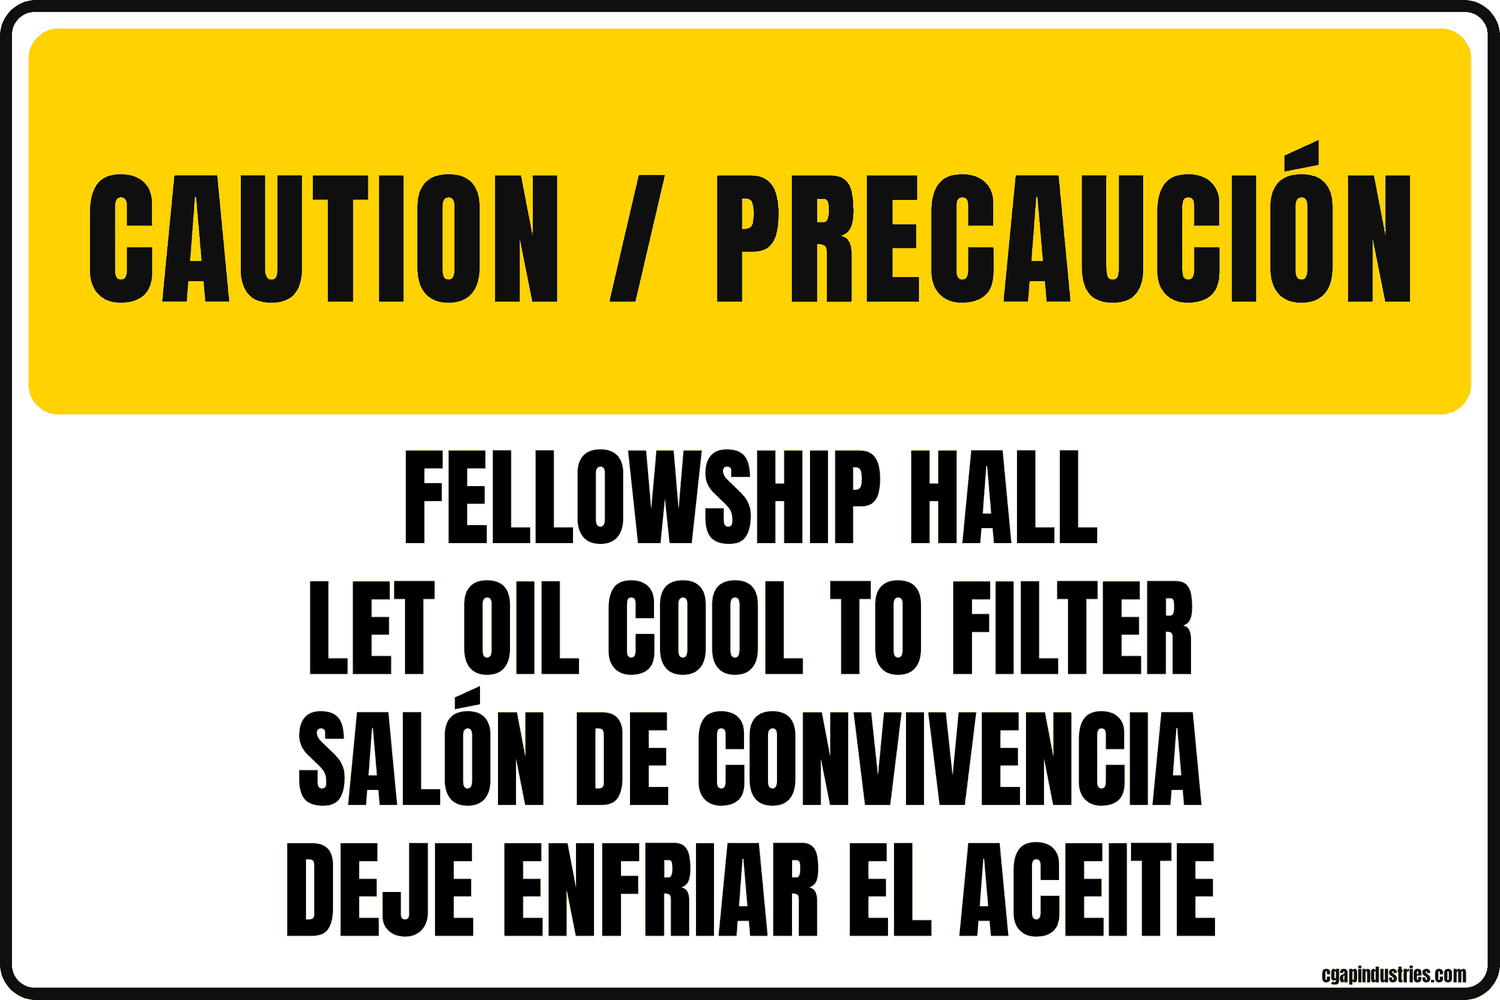 CAUTION / PRECAUCIÓN
FELLOWSHIP HALL
LET OIL COOL TO FILTER
SALÓN DE CONVIVENCIA
DEJE ENFRIAR EL ACEITE
cgapindustries.com